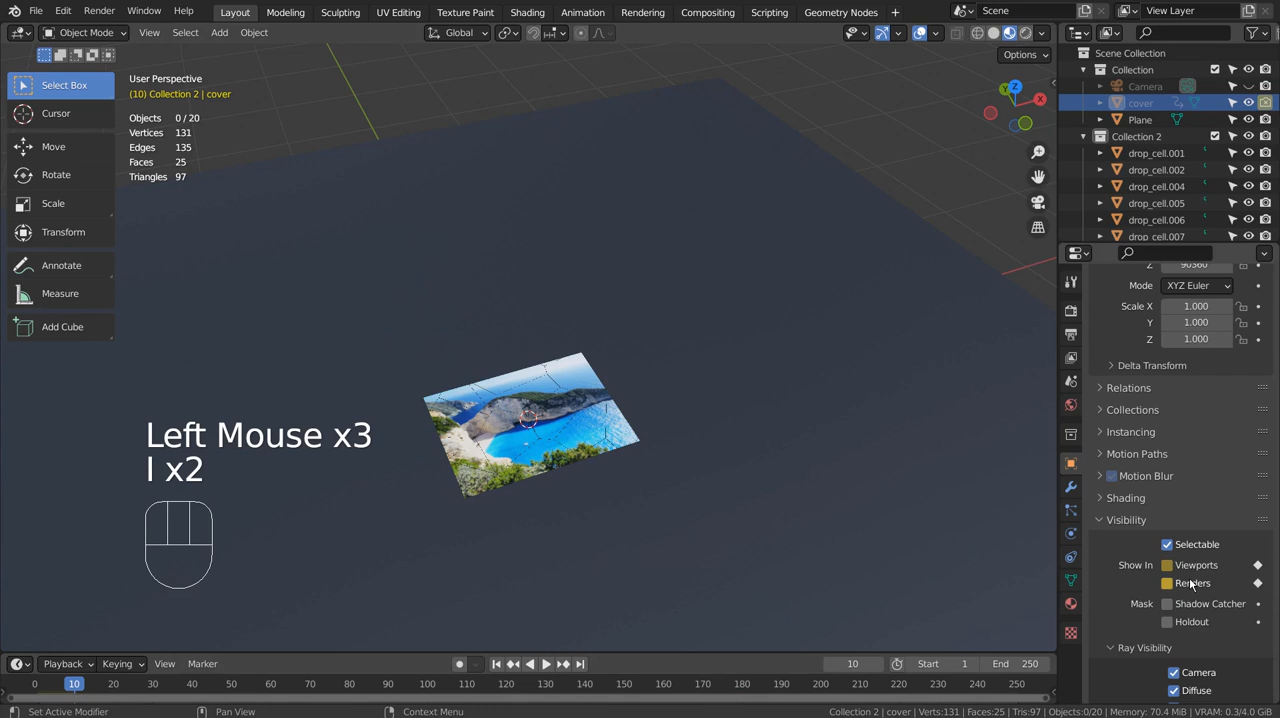 File Edit Render Window Help Layout Modeling Sculpting UV Editing Texture Paint Shading Animation Rendering Compositing Scripting Geometry Nodes Scene View Layer
Object Mode View Select Add Object Global
Options
Select Box
Cursor
Move
Rotate
Scale
Transform
Annotate
Measure
Add Cube
User Perspective
(10) Collection 2 | cover
Objects 0 / 20
Vertices 131
Edges 135
Faces 25
Triangles 97
Z
Y
X
Left Mouse x3
I x2
Scene Collection
Collection
Camera
cover
Plane
Collection 2
drop_cell.001
drop_cell.002
drop_cell.004
drop_cell.005
drop_cell.006
drop_cell.007
Z 90360
Mode XYZ Euler
Scale X 1.000
Y 1.000
Z 1.000
Delta Transform
Relations
Collections
Instancing
Motion Paths
Motion Blur
Shading
Visibility
Selectable
Show In Viewports
Renders
Mask Shadow Catcher
Holdout
Ray Visibility
Camera
Diffuse
Playback Keying View Marker 10 Start 1 End 250
0 10 20 30 40 50 60 70 80 90 100 110 120 130 140 150 160 170 180 190 200 210 220 230 240 250
Set Active Modifier Pan View Context Menu Collection 2 | cover | Verts:131 | Faces:25 | Tris:97 | Objects:0/20 | Memory: 70.4 MiB | VRAM: 0.3/4.0 GiB